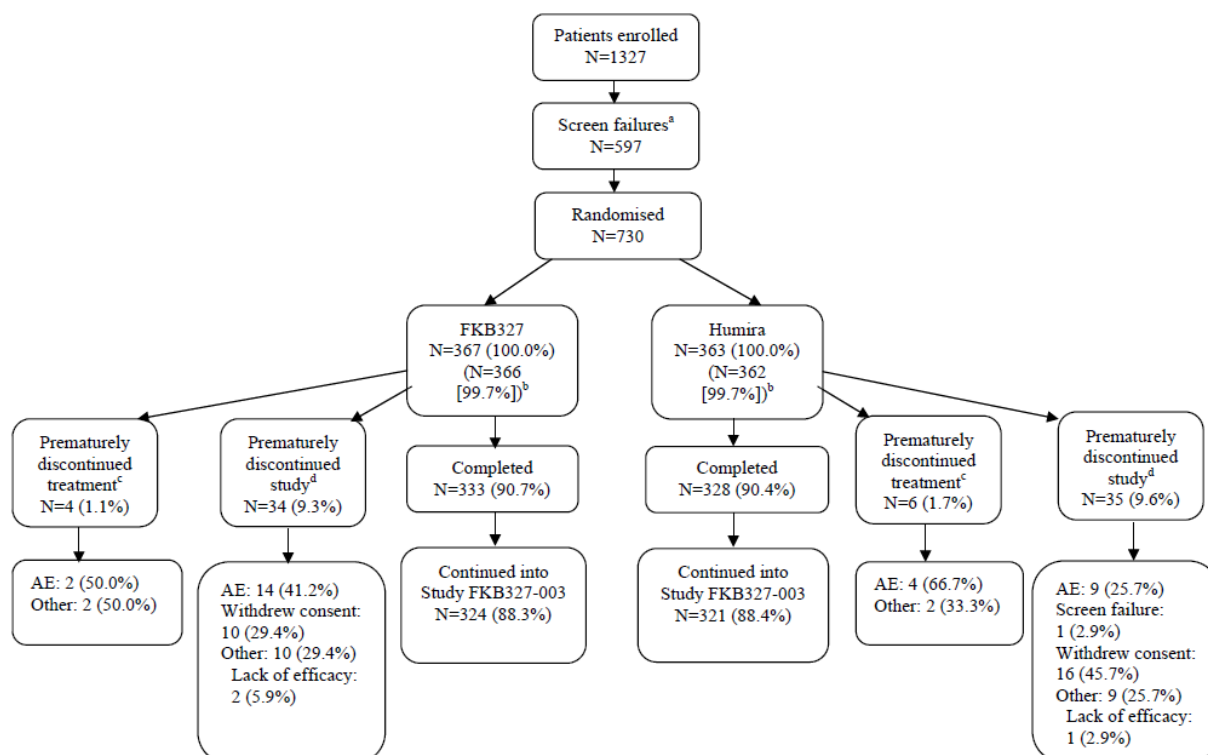 Patients enrolled
N=1327
Screen failuresa
N=597
Randomised
N=730
FKB327
N=367 (100.0%)
(N=366
[99.7%])b
Humira
N=363 (100.0%)
(N=362
[99.7%])b
Prematurely
discontinued
treatmentc
N=4 (1.1%)
Prematurely
discontinued
studyd
N=34 (9.3%)
Completed
N=333 (90.7%)
Completed
N=328 (90.4%)
Prematurely
discontinued
treatmentc
N=6 (1.7%)
Prematurely
discontinued
studyd
N=35 (9.6%)
AE: 2 (50.0%)
Other: 2 (50.0%)
AE: 14 (41.2%)
Withdrew consent:
10 (29.4%)
Other: 10 (29.4%)
Lack of efficacy:
2 (5.9%)
Continued into
Study FKB327-003
N=324 (88.3%)
Continued into
Study FKB327-003
N=321 (88.4%)
AE: 4 (66.7%)
Other: 2 (33.3%)
AE: 9 (25.7%)
Screen failure:
1 (2.9%)
Withdrew consent:
16 (45.7%)
Other: 9 (25.7%)
Lack of efficacy:
1 (2.9%)